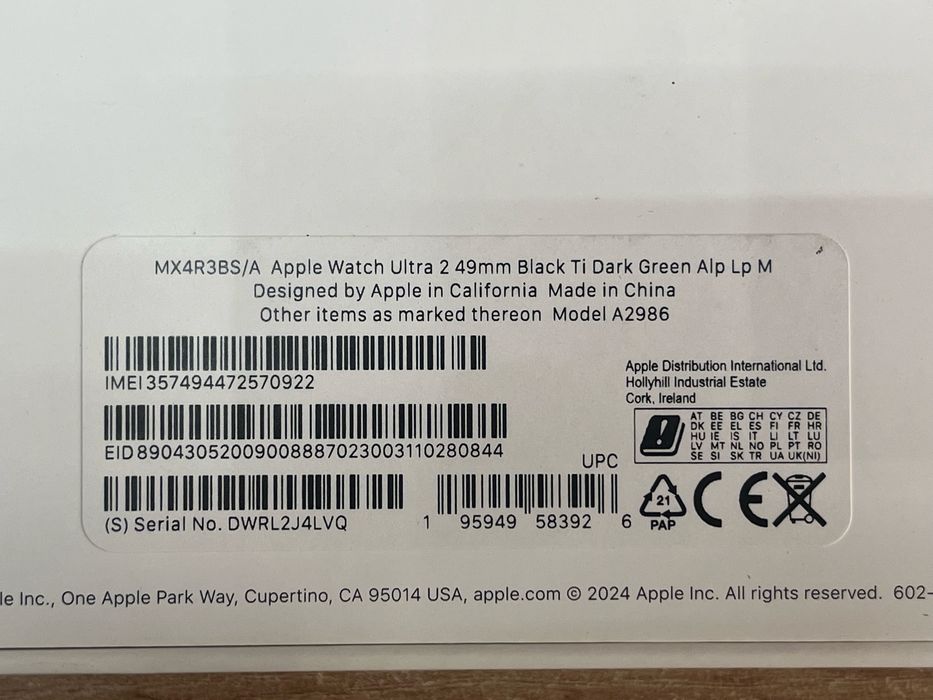 MX4R3BS/A Apple Watch Ultra 2 49mm Black Ti Dark Green Alp Lp M
Designed by Apple in California Made in China
Other items as marked thereon Model A2986
IMEI 357494472570922
EID 89043052009008887023003110280844
(S) Serial No. DWRL2J4LVQ
UPC
1 95949 58392 6
Apple Distribution International Ltd.
Hollyhill Industrial Estate
Cork, Ireland
AT BE BG CH CY CZ DE
DK EE EL ES FI FR HR
HU IE IS IT LI LT LU
LV MT NL NO PL PT RO
SE SI SK TR UA UK(NI)
21
PAP
CE
le Inc., One Apple Park Way, Cupertino, CA 95014 USA, apple.com © 2024 Apple Inc. All rights reserved. 602-